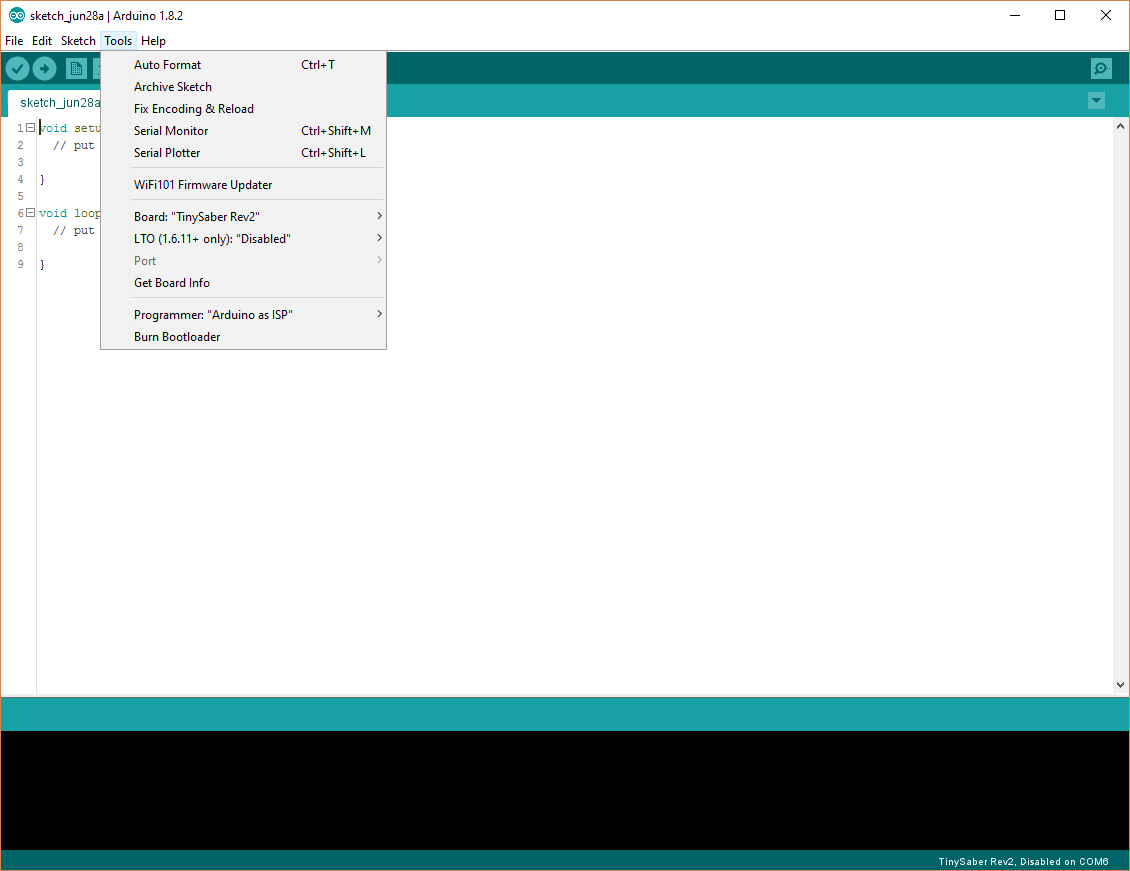 sketch_jun28a | Arduino 1.8.2
File Edit Sketch Tools Help
Auto Format Ctrl+T
Archive Sketch
Fix Encoding & Reload
Serial Monitor Ctrl+Shift+M
Serial Plotter Ctrl+Shift+L
WiFi101 Firmware Updater
Board: "TinySaber Rev2"
LTO (1.6.11+ only): "Disabled"
Port
Get Board Info
Programmer: "Arduino as ISP"
Burn Bootloader
sketch_jun28a
1 void setu
2 // put
3
4 }
5
6 void loop
7 // put
8
9 }
TinySaber Rev2, Disabled on COM6